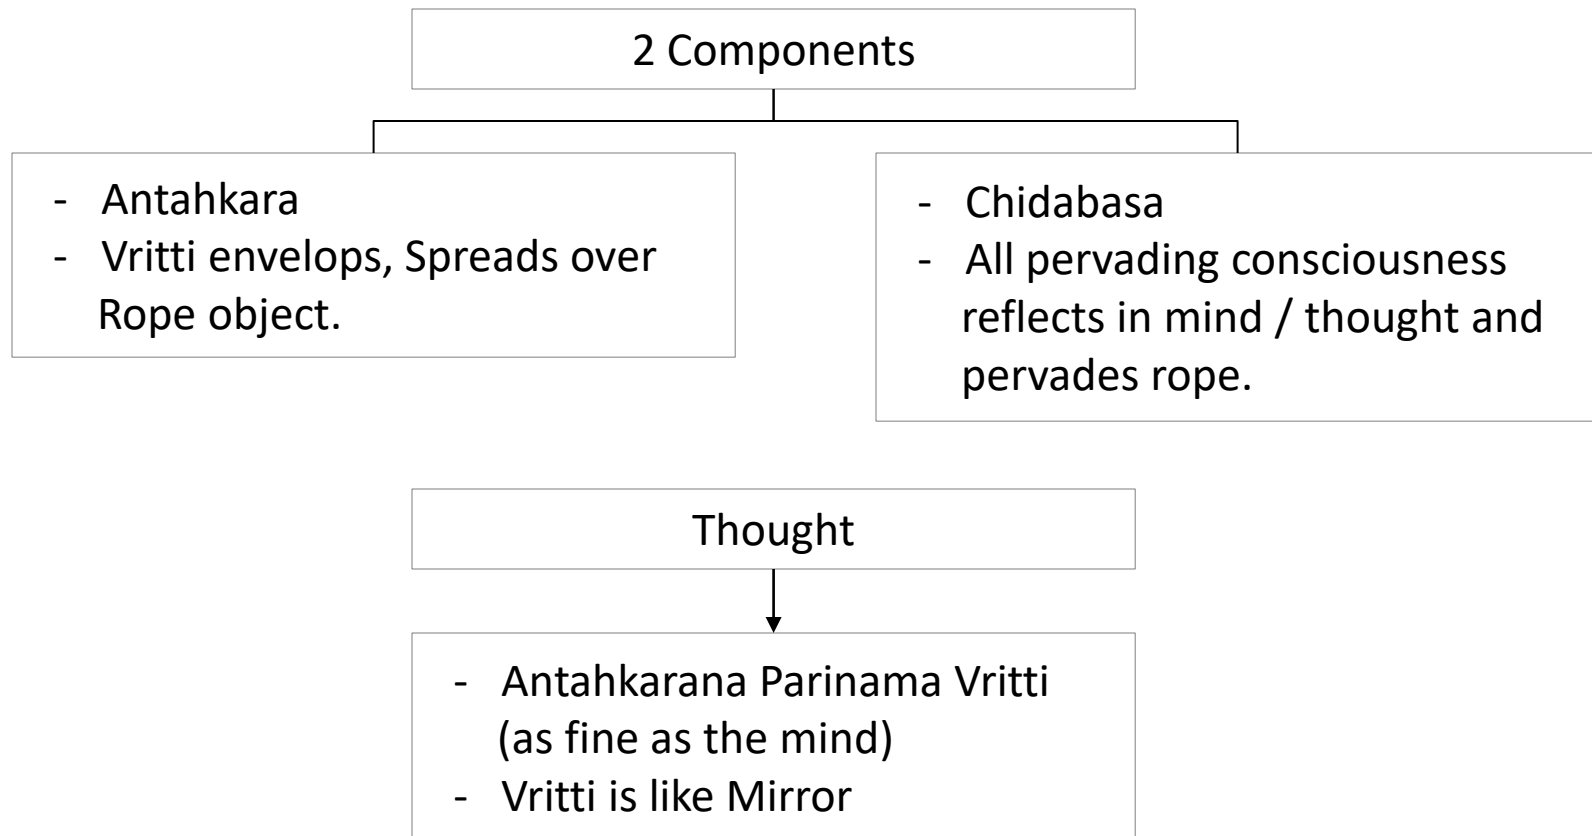 2 Components
- Antahkara
- Vritti envelops, Spreads over
Rope object.
- Chidabasa
- All pervading consciousness
reflects in mind / thought and
pervades rope.
Thought
- Antahkarana Parinama Vritti
(as fine as the mind)
- Vritti is like Mirror